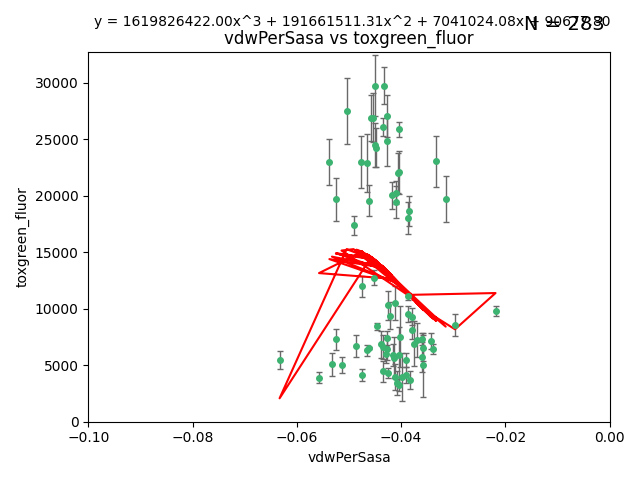 y = 1619826422.00x^3 + 191661511.31x^2 + 7041024.08x +
N = 283
vdwPerSasa vs toxgreen_fluor
30000
25000
20000
15000
10000
5000
0
toxgreen_fluor
−0.10
−0.08
−0.06
−0.04
−0.02
0.00
vdwPerSasa